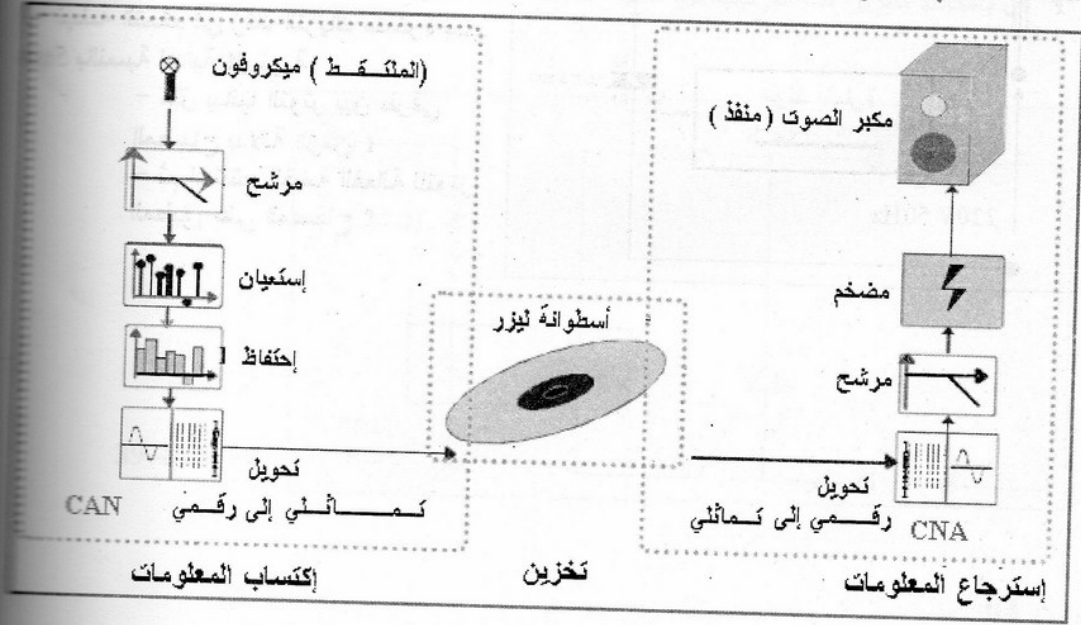 (الملتقط) ميكروفون
مرشح
إستعيان
إحتفاظ
تحويل
تماثلي إلى رقمي
CAN
إكتساب المعلومات
أسطوانة ليزر
تخزين
مكبر الصوت (منفذ)
مضخم
مرشح
تحويل
رقمي إلى تماثلي
CNA
إسترجاع المعلومات